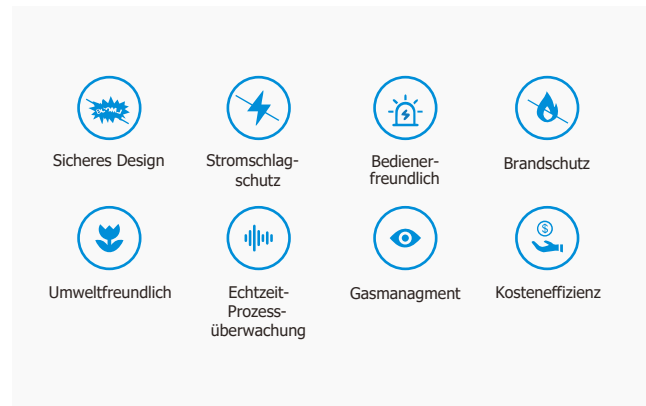 Sicheres Design
Stromschlag-
schutz
Bediener-
freundlich
Brandschutz
Umweltfreundlich
Echtzeit-
Prozess-
überwachung
Gasmanagment
$
Kosteneffizienz